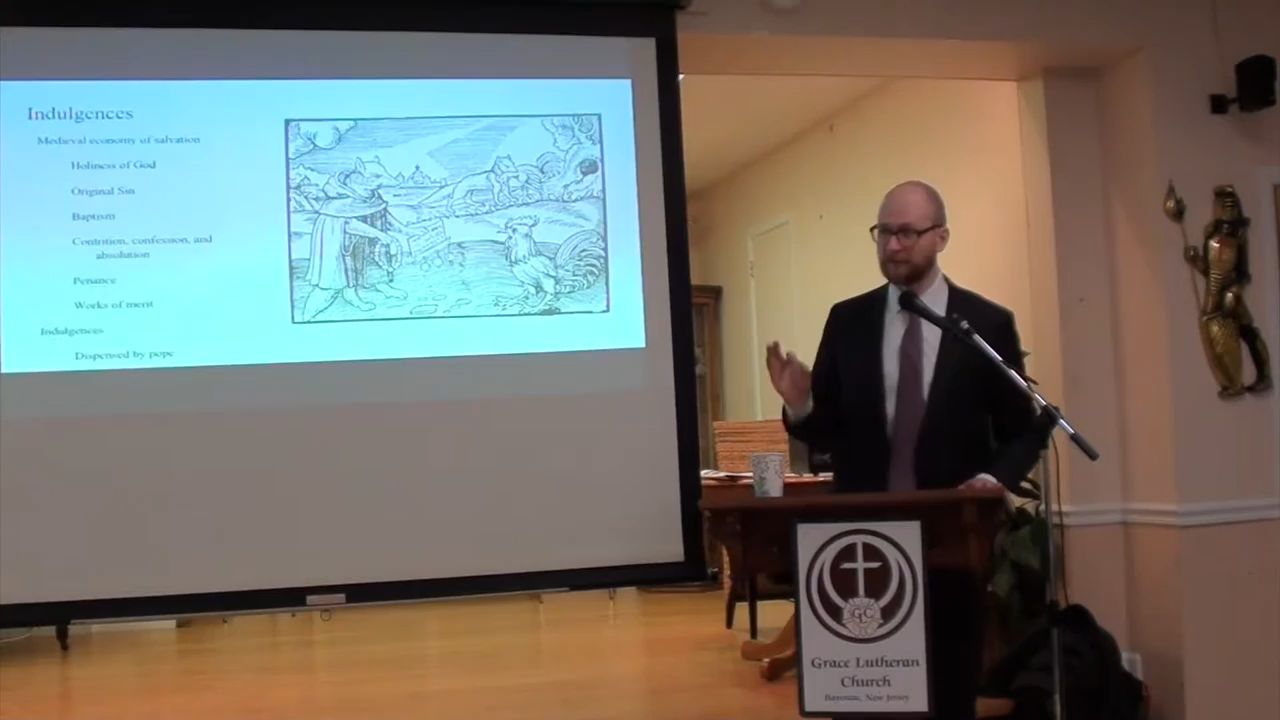 Indulgences
Medieval economy of salvation
Holiness of God
Original Sin
Baptism
Contrition, confession, and
absolution
Penance
Works of merit
Indulgences
Dispensed by pope
GLC
Grace Lutheran
Church
Bayonne, New Jersey